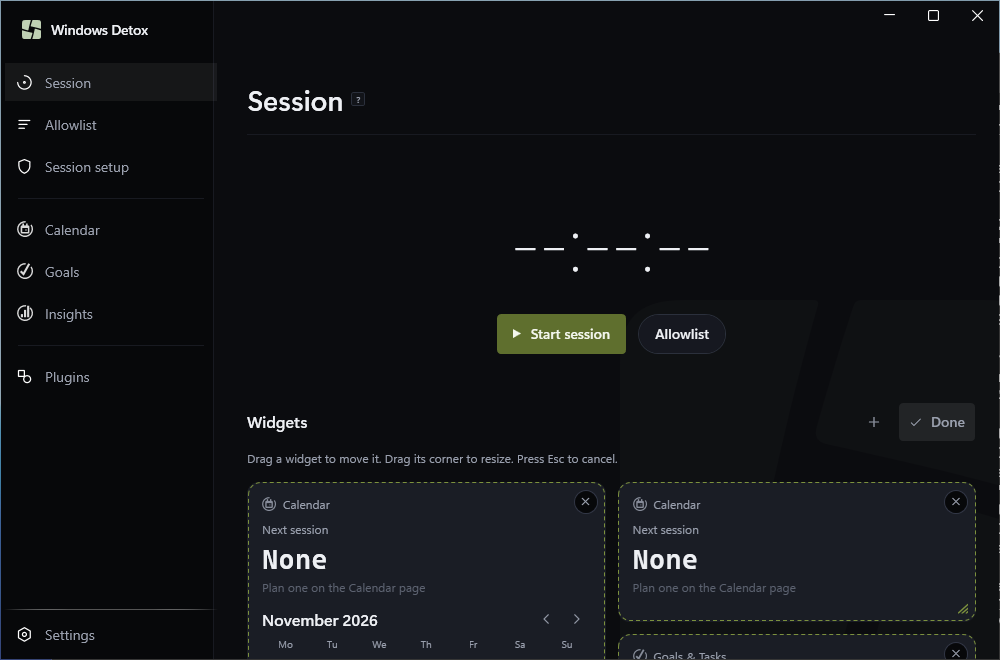 Windows Detox
Session
Allowlist
Session setup
Calendar
Goals
Insights
Plugins
Settings
Session ?
--:--:--
Start session
Allowlist
Widgets
+ Done
Drag a widget to move it. Drag its corner to resize. Press Esc to cancel.
Calendar
Next session
None
Plan one on the Calendar page
November 2026
Mo Tu We Th Fr Sa Su
Calendar
Next session
None
Plan one on the Calendar page
Goals & Tasks